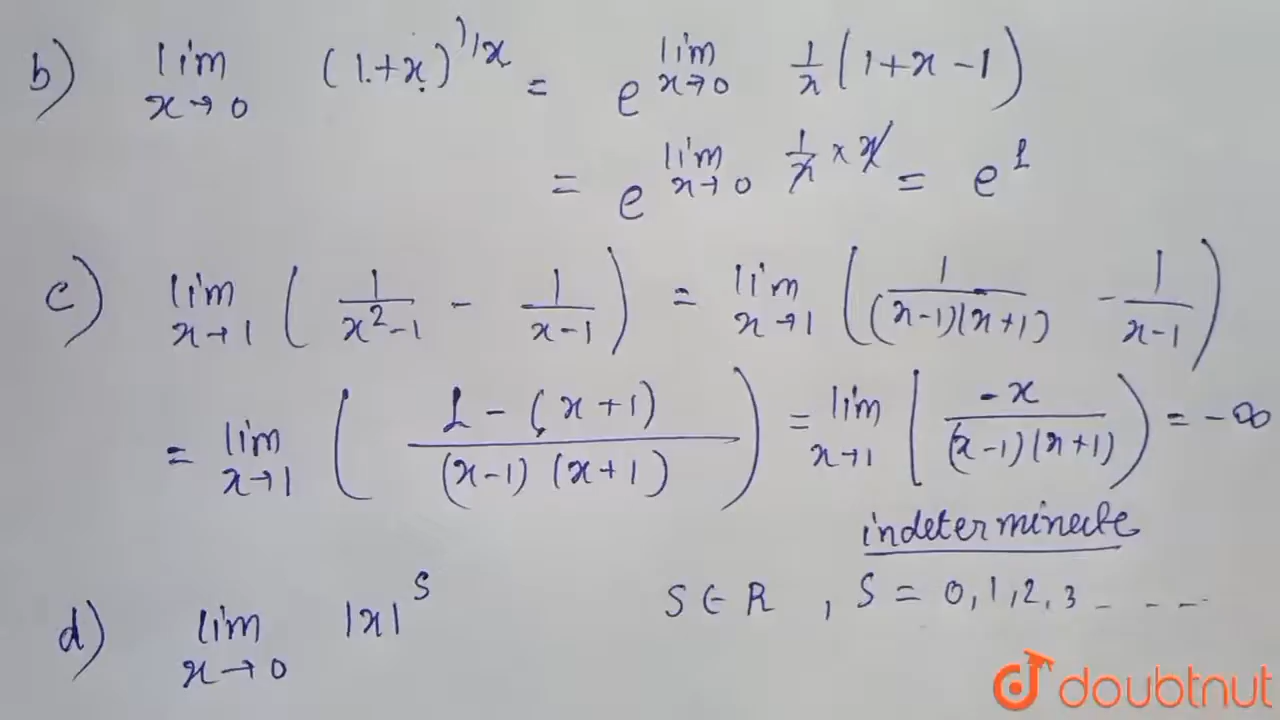 b) lim x→0 (1+x)^1/x = e^lim x→0 1/x (1+x-1)
= e^lim x→0 1/x × x = e^1
c) lim x→1 ( 1/x²-1 - 1/x-1 ) = lim x→1 ( 1/(x-1)(x+1) - 1/x-1 )
= lim x→1 ( 1-(x+1) / (x-1)(x+1) ) = lim x→1 ( -x / (x-1)(x+1) ) = -∞
indeterminate
d) lim x→0 |x|^S S∈R , S = 0,1,2,3 - - -
doubtnut